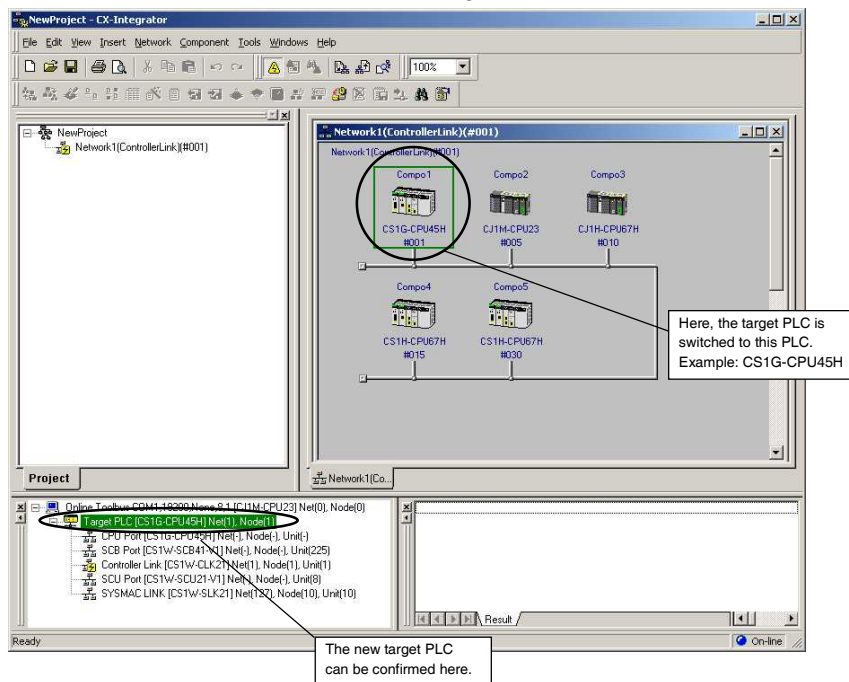 NewProject - CX-Integrator
File Edit View Insert Network Component Tools Windows Help
100%
NewProject
Network1(ControllerLink)(#001)
Project
Network1(ControllerLink)(#001)
Network1(ControllerLink)(#001)
Compo1 Compo2 Compo3
CS1G-CPU45H CJ1M-CPU23 CJ1H-CPU67H
#001 #005 #010
Compo4 Compo5
CS1H-CPU67H CS1H-CPU67H
#015 #030
Here, the target PLC is
switched to this PLC.
Example: CS1G-CPU45H
Network1(Co...
Online Toolbus COM1,19200,None,8,1 [CJ1M-CPU23] Net(0), Node(0)
Target PLC [CS1G-CPU45H] Net(1), Node(1)
CPU Port [CS1G-CPU45H] Net(-), Node(-), Unit(-)
SCB Port [CS1W-SCB41-V1] Net(-), Node(-), Unit(225)
Controller Link [CS1W-CLK21] Net(1), Node(1), Unit(1)
SCU Port [CS1W-SCU21-V1] Net(-), Node(-), Unit(8)
SYSMAC LINK [CS1W-SLK21] Net(127), Node(10), Unit(10)
Result
Ready
On-line
The new target PLC
can be confirmed here.